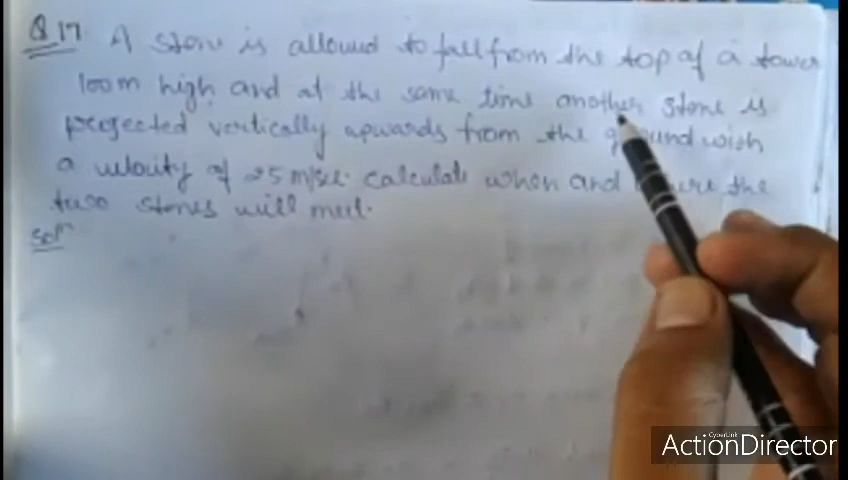 Q 17 A stone is allowed to fall from the top of a tower
100m high and at the same time another stone is
projected vertically upwards from the ground with
a velocity of 25 m/sec. calculate when and where the
two stones will meet.
Solⁿ
CyberLink
ActionDirector